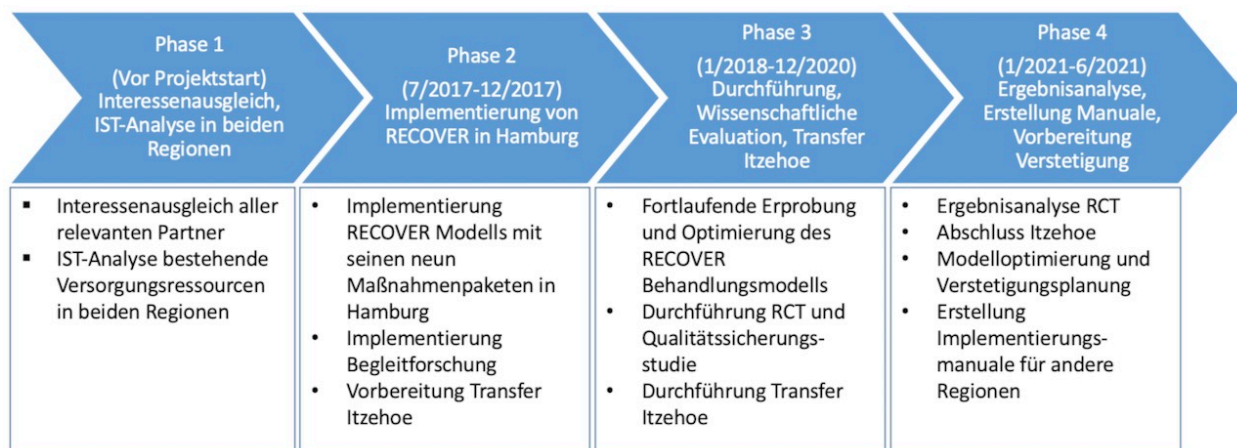 Phase 1
(Vor Projektstart)
Interessenausgleich,
IST-Analyse in beiden
Regionen
Phase 2
(7/2017-12/2017)
Implementierung von
RECOVER in Hamburg
Phase 3
(1/2018-12/2020)
Durchführung,
Wissenschaftliche
Evaluation, Transfer
Itzehoe
Phase 4
(1/2021-6/2021)
Ergebnisanalyse,
Erstellung Manuale,
Vorbereitung
Verstetigung
▪ Interessenausgleich aller
relevanten Partner
▪ IST-Analyse bestehende
Versorgungsressourcen
in beiden Regionen
• Implementierung
RECOVER Modells mit
seinen neun
Maßnahmenpaketen in
Hamburg
• Implementierung
Begleitforschung
• Vorbereitung Transfer
Itzehoe
• Fortlaufende Erprobung
und Optimierung des
RECOVER
Behandlungsmodells
• Durchführung RCT und
Qualitätssicherungs-
studie
• Durchführung Transfer
Itzehoe
• Ergebnisanalyse RCT
• Abschluss Itzehoe
• Modelloptimierung und
Verstetigungsplanung
• Erstellung
Implementierungs-
manuale für andere
Regionen